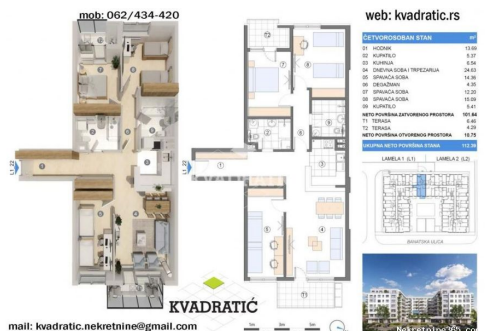 mob: 062/434-420
web: kvadratic.rs
ČETVOROSOBAN STAN m²
01 HODNIK 13.69
02 KUPATILO 5.37
03 KUHINJA 6.54
04 DNEVNA SOBA I TRPEZARIJA 24.63
05 SPAVAĆA SOBA 14.36
06 DEGAŽMAN 4.35
07 SPAVAĆA SOBA 12.20
08 SPAVAĆA SOBA 15.09
09 KUPATILO 5.41
NETO POVRŠINA ZATVORENOG PROSTORA 101.64
T1 TERASA 6.46
T2 TERASA 4.29
NETO POVRŠINA OTVORENOG PROSTORA 10.75
UKUPNA NETO POVRŠINA STANA 112.39
LAMELA 1 (L1) LAMELA 2 (L2)
BANATSKA ULICA
L1_22
L1_22
KVADRATIĆ
mail: kvadratic.nekretnine@gmail.com
Nekretnine365.com